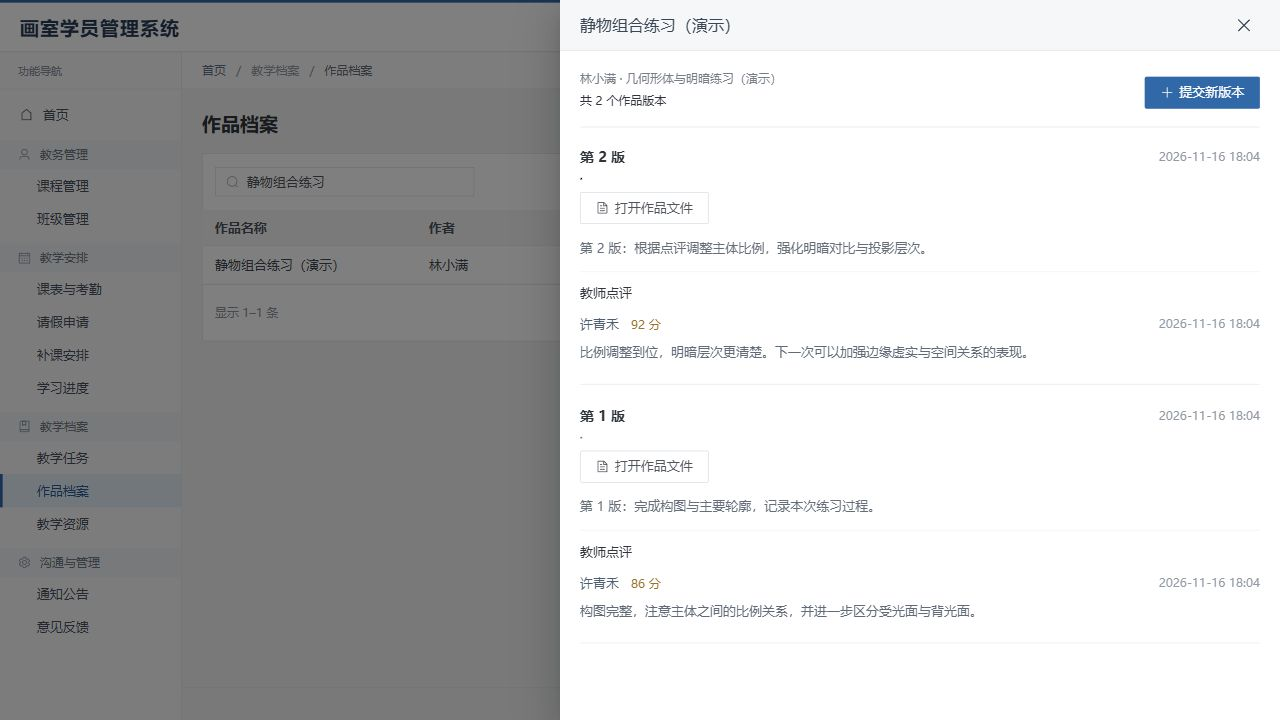 画室学员管理系统
功能导航
首页
教务管理
课程管理
班级管理
教学安排
课表与考勤
请假申请
补课安排
学习进度
教学档案
教学任务
作品档案
教学资源
沟通与管理
通知公告
意见反馈
首页 / 教学档案 / 作品档案
作品档案
静物组合练习
作品名称 作者
静物组合练习（演示） 林小满
显示 1–1 条
静物组合练习（演示）
林小满 · 几何形体与明暗练习（演示）
共 2 个作品版本
提交新版本
第 2 版 2026-11-16 18:04
·
打开作品文件
第 2 版：根据点评调整主体比例，强化明暗对比与投影层次。
教师点评
许青禾 92 分 2026-11-16 18:04
比例调整到位，明暗层次更清楚。下一次可以加强边缘虚实与空间关系的表现。
第 1 版 2026-11-16 18:04
·
打开作品文件
第 1 版：完成构图与主要轮廓，记录本次练习过程。
教师点评
许青禾 86 分 2026-11-16 18:04
构图完整，注意主体之间的比例关系，并进一步区分受光面与背光面。